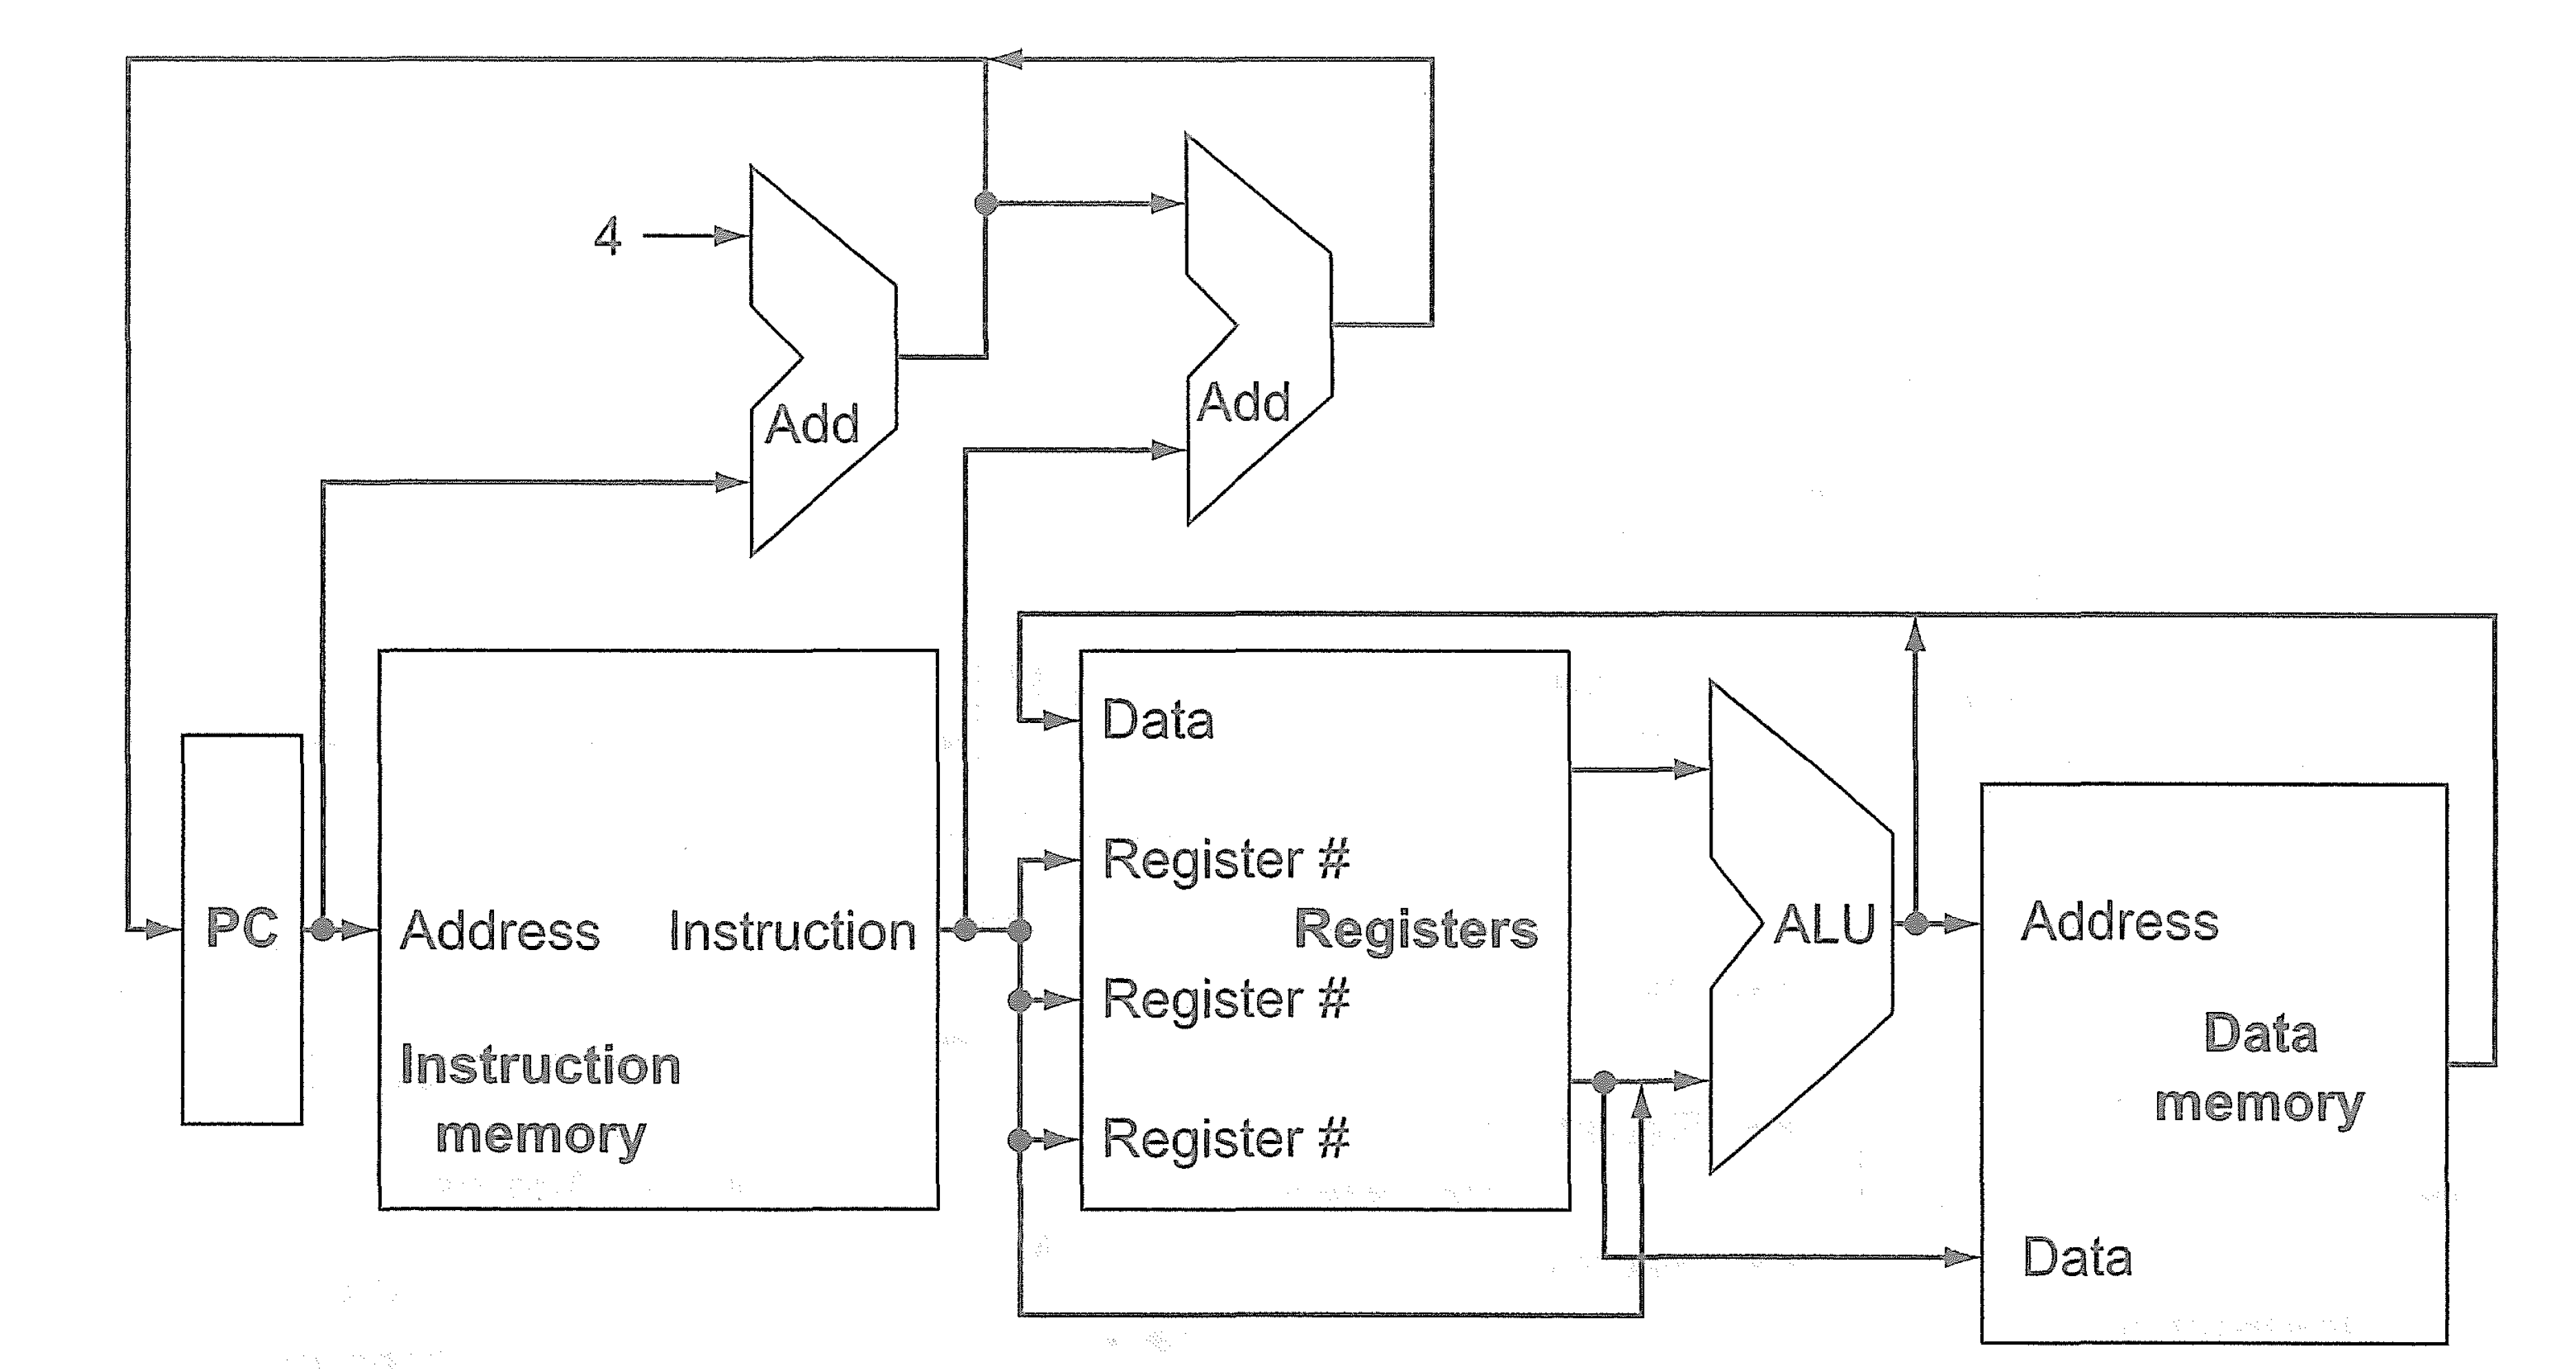 4
Add
Add
Data
Register #
PC
Address
Instruction
Registers
ALU
Address
Register #
Data
memory
Instruction
memory
Register #
Data